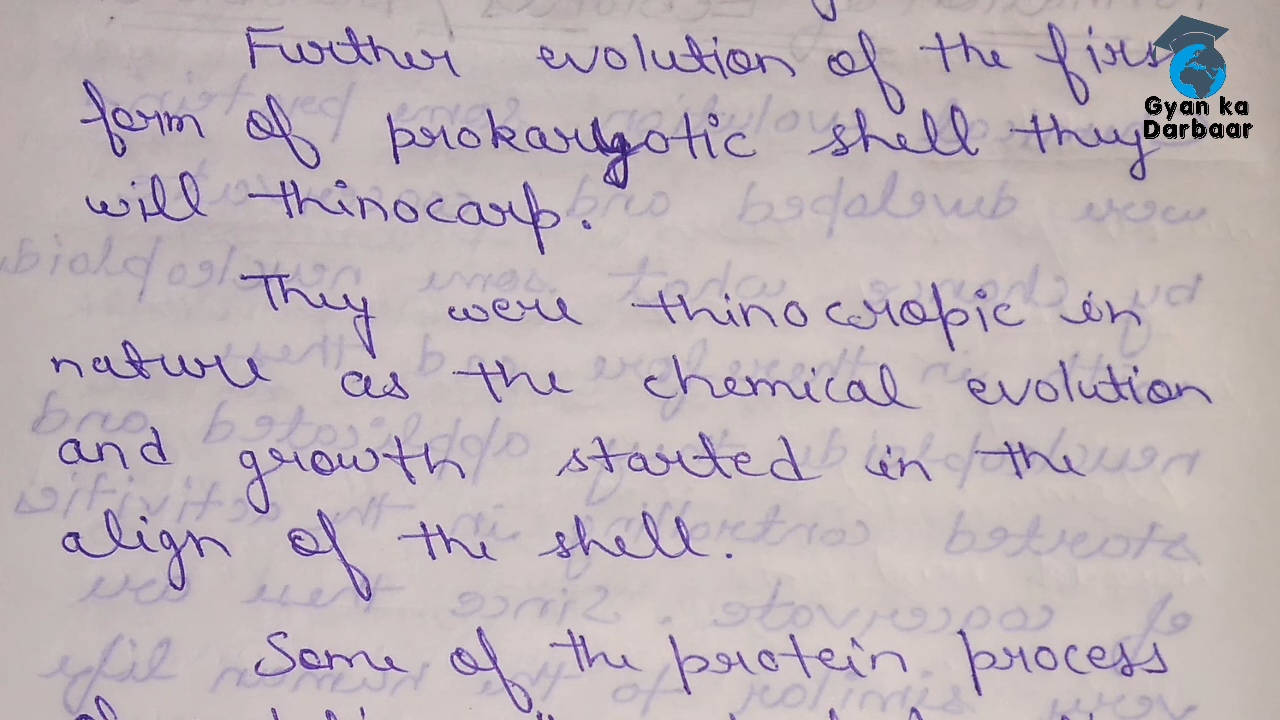 Further evolution of the first
form of prokaryotic shell they
will thinocarp.
They were thinocropic in
nature as the chemical evolution
and growth started in the
align of the shell.
Some of the protein process
Gyan ka
Darbaar